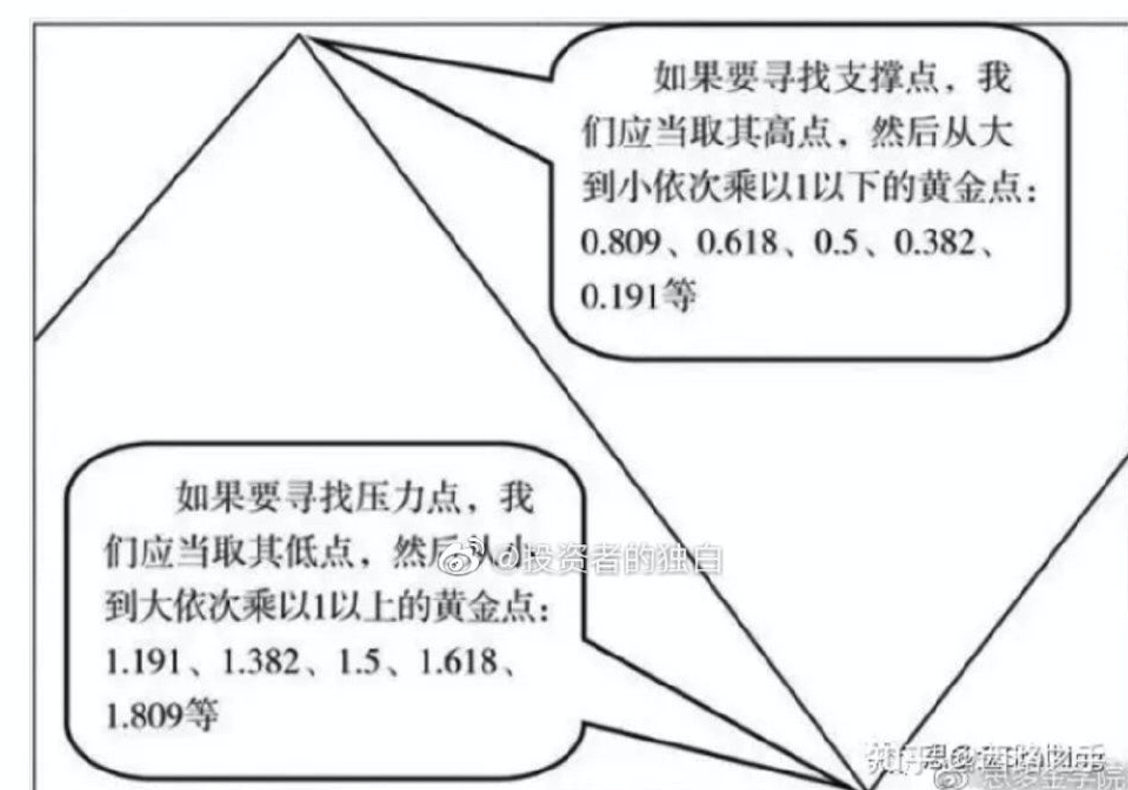 如果要寻找支撑点，我
们应当取其高点，然后从大
到小依次乘以1以下的黄金点：
0.809、0.618、0.5、0.382、
0.191等
如果要寻找压力点，我
们应当取其低点，然后从小
到大依次乘以1以上的黄金点：
1.191、1.382、1.5、1.618、
1.809等
@投资者的独白